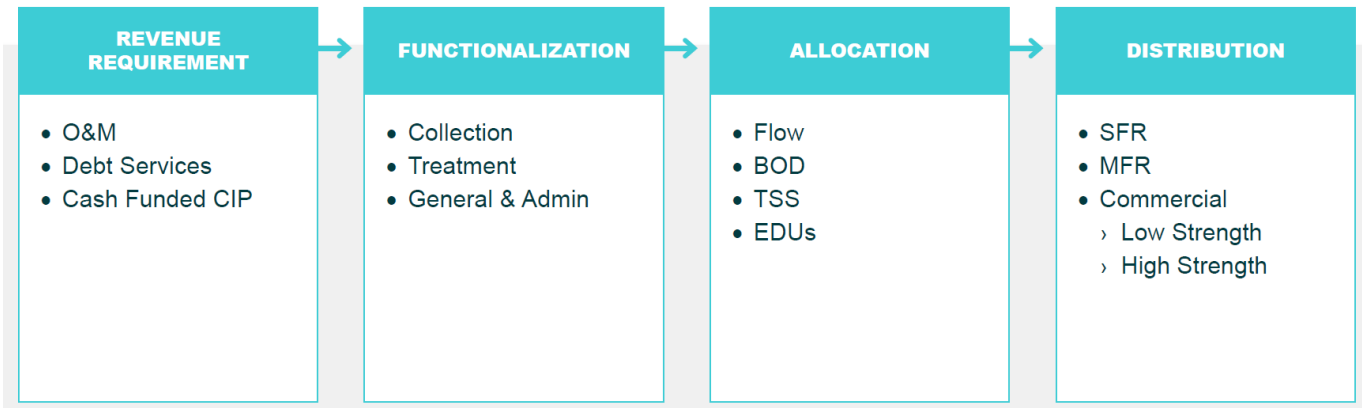 REVENUE
REQUIREMENT
• O&M
• Debt Services
• Cash Funded CIP
FUNCTIONALIZATION
• Collection
• Treatment
• General & Admin
ALLOCATION
• Flow
• BOD
• TSS
• EDUs
DISTRIBUTION
• SFR
• MFR
• Commercial
› Low Strength
› High Strength